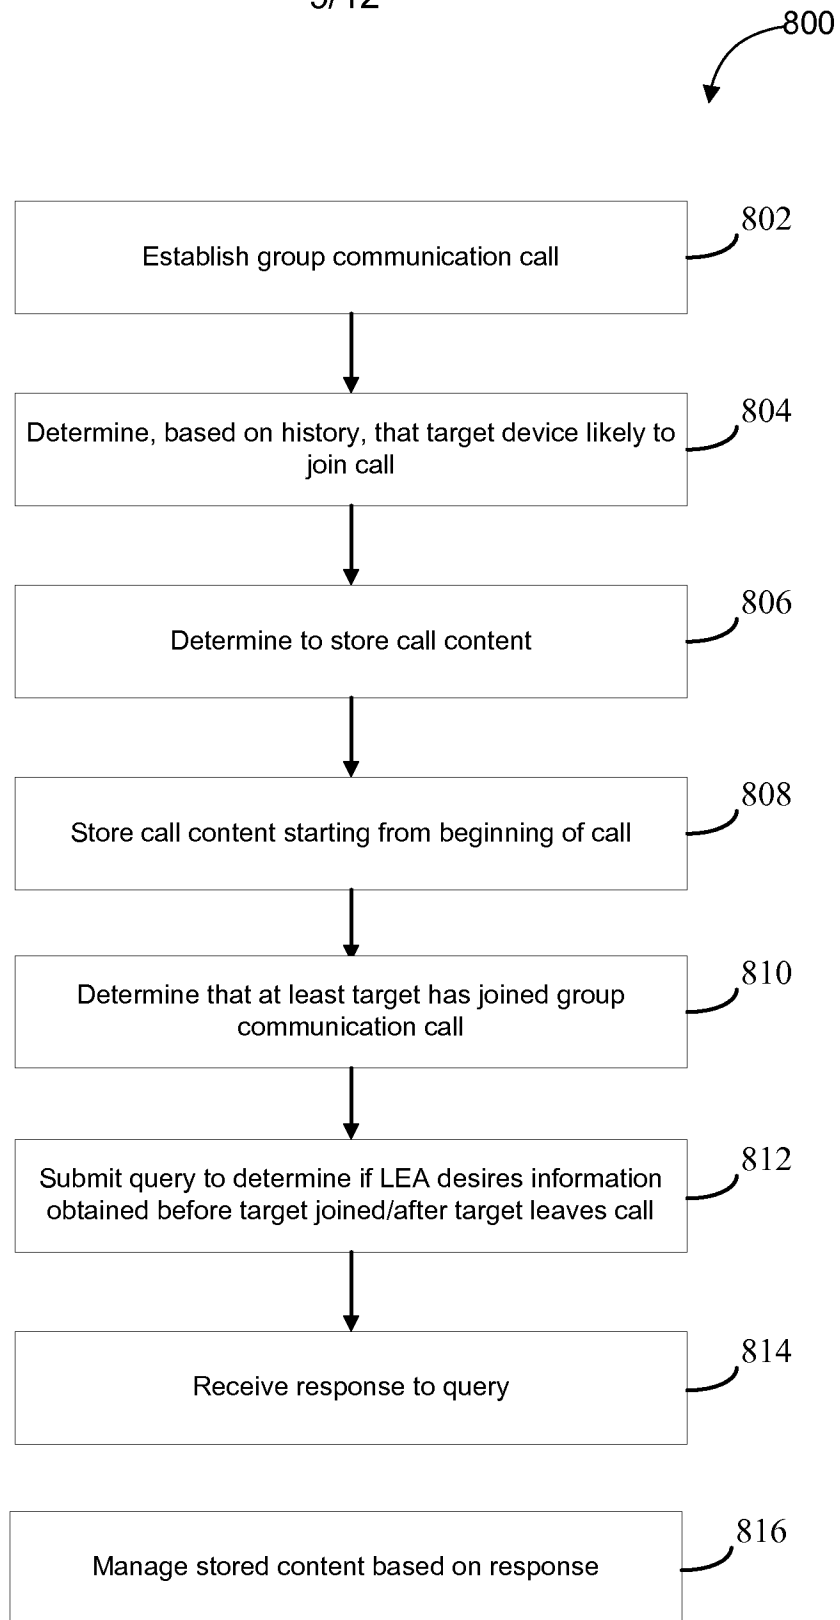 800
802
Establish group communication call
804
Determine, based on history, that target device likely to
join call
806
Determine to store call content
808
Store call content starting from beginning of call
810
Determine that at least target has joined group
communication call
812
Submit query to determine if LEA desires information
obtained before target joined/after target leaves call
814
Receive response to query
816
Manage stored content based on response